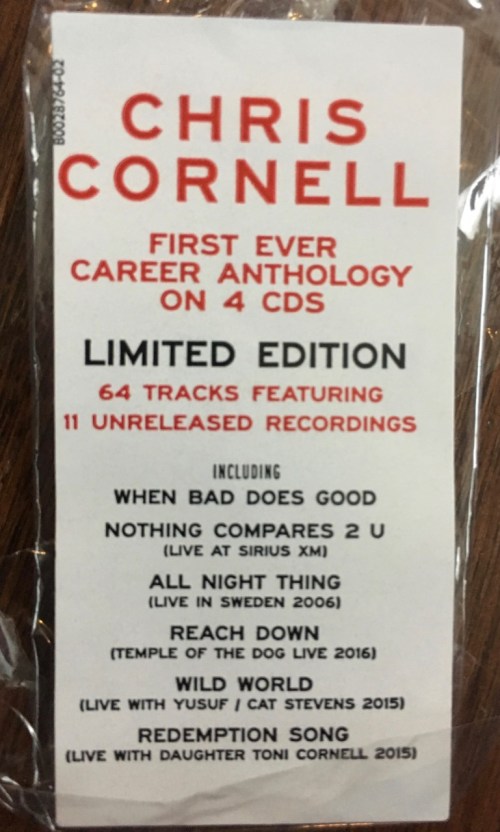 B0028764-02
CHRIS
CORNELL
FIRST EVER
CAREER ANTHOLOGY
ON 4 CDS
LIMITED EDITION
64 TRACKS FEATURING
11 UNRELEASED RECORDINGS
INCLUDING
WHEN BAD DOES GOOD
NOTHING COMPARES 2 U
(LIVE AT SIRIUS XM)
ALL NIGHT THING
(LIVE IN SWEDEN 2006)
REACH DOWN
(TEMPLE OF THE DOG LIVE 2016)
WILD WORLD
(LIVE WITH YUSUF / CAT STEVENS 2015)
REDEMPTION SONG
(LIVE WITH DAUGHTER TONI CORNELL 2015)